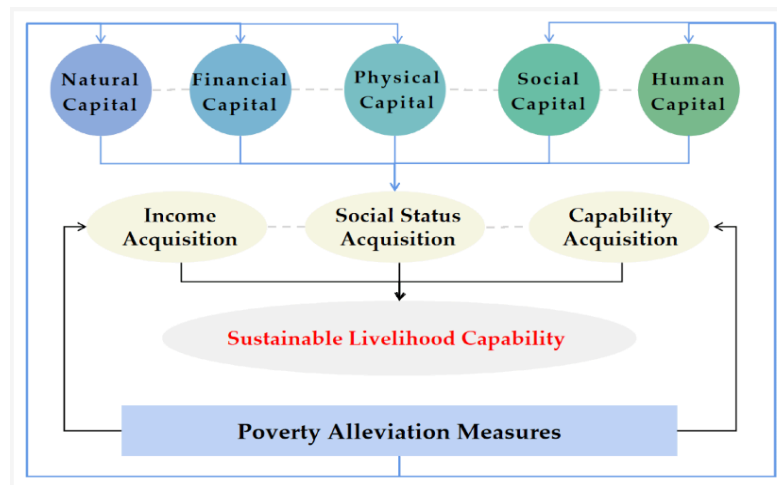 Natural
Capital
Financial
Capital
Physical
Capital
Social
Capital
Human
Capital
Income
Acquisition
Social Status
Acquisition
Capability
Acquisition
Sustainable Livelihood Capability
Poverty Alleviation Measures